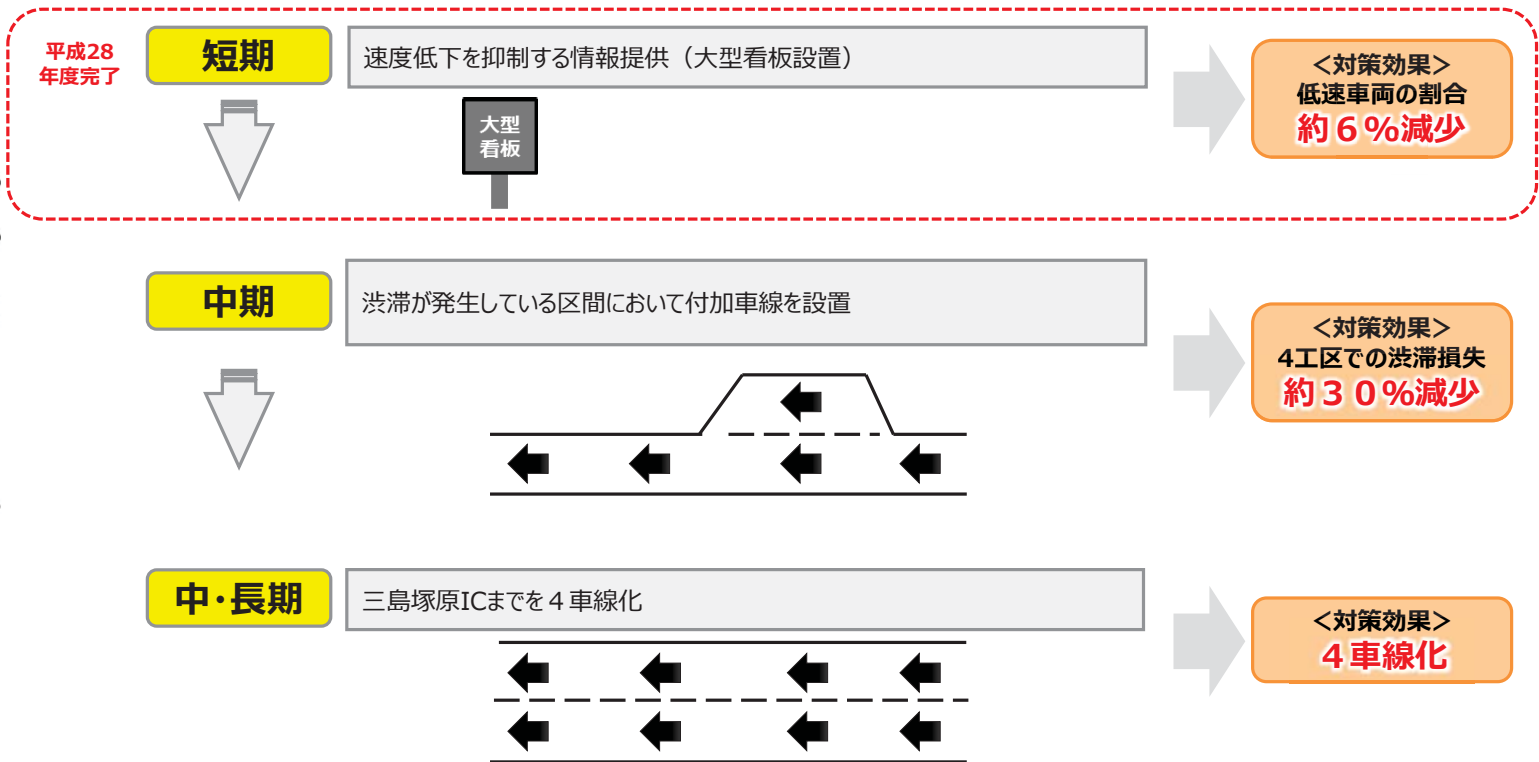 平成28
年度完了
短期
速度低下を抑制する情報提供（大型看板設置）
大型
看板
＜対策効果＞
低速車両の割合
約６％減少
中期
渋滞が発生している区間において付加車線を設置
＜対策効果＞
4工区での渋滞損失
約３０％減少
中・長期
三島塚原ICまでを４車線化
＜対策効果＞
４車線化